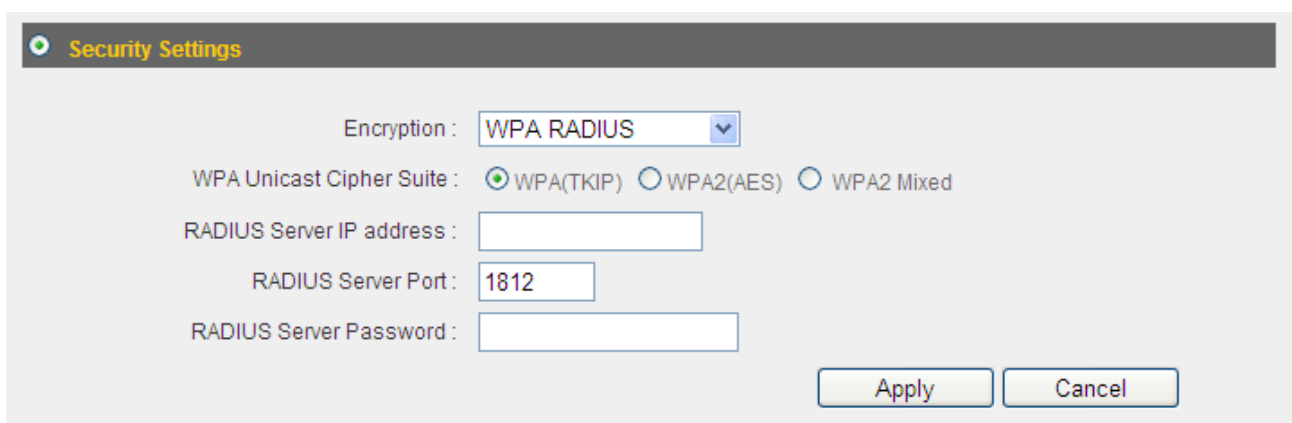 Security Settings
Encryption : WPA RADIUS
WPA Unicast Cipher Suite : WPA(TKIP) WPA2(AES) WPA2 Mixed
RADIUS Server IP address :
RADIUS Server Port : 1812
RADIUS Server Password :
Apply Cancel